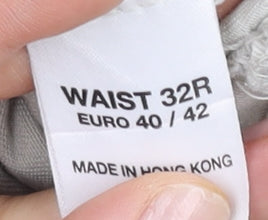 WAIST 32R
EURO 40 / 42
MADE IN HONG KONG